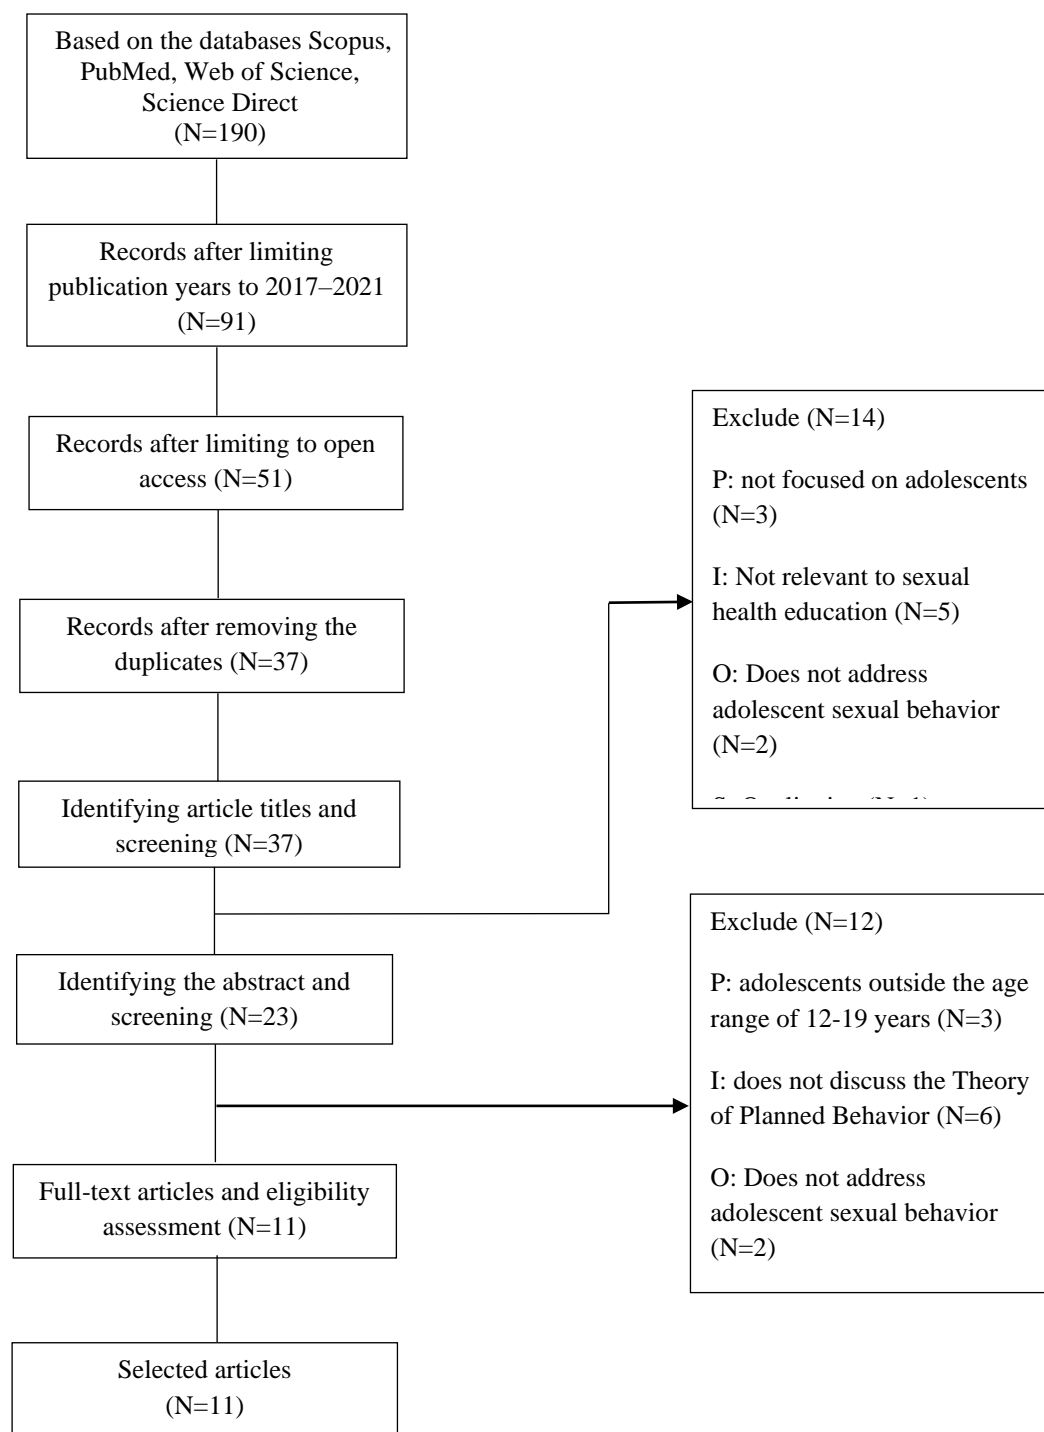 Based on the databases Scopus,
PubMed, Web of Science,
Science Direct
(N=190)
Records after limiting
publication years to 2017–2021
(N=91)
Records after limiting to open
access (N=51)
Records after removing the
duplicates (N=37)
Identifying article titles and
screening (N=37)
Exclude (N=14)
P: not focused on adolescents
(N=3)
I: Not relevant to sexual
health education (N=5)
O: Does not address
adolescent sexual behavior
(N=2)
Identifying the abstract and
screening (N=23)
Exclude (N=12)
P: adolescents outside the age
range of 12-19 years (N=3)
I: does not discuss the Theory
of Planned Behavior (N=6)
O: Does not address
adolescent sexual behavior
(N=2)
Full-text articles and eligibility
assessment (N=11)
Selected articles
(N=11)